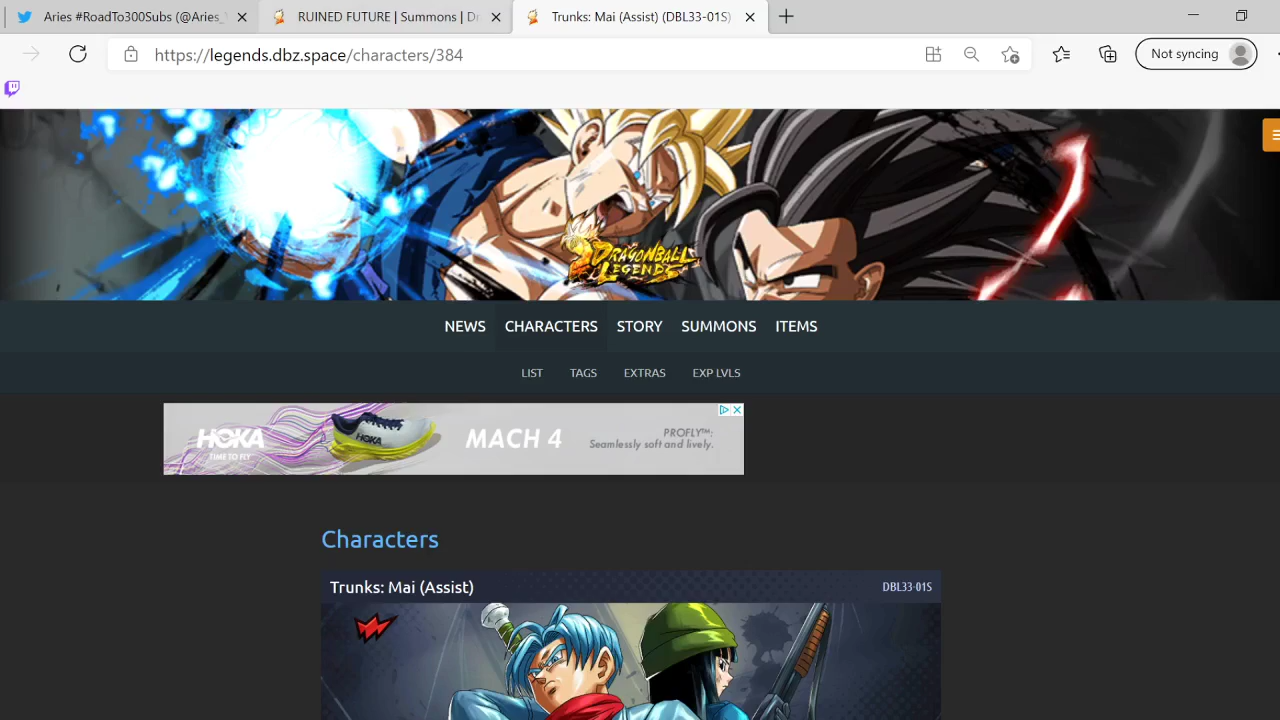 Aries #RoadTo300Subs (@Aries_
RUINED FUTURE | Summons | Dr
Trunks: Mai (Assist) (DBL33-01S)
https://legends.dbz.space/characters/384
Not syncing
DRAGONBALL
LEGENDS
NEWS CHARACTERS STORY SUMMONS ITEMS
LIST TAGS EXTRAS EXP LVLS
HOKA
TIME TO FLY
HOKA
MACH 4
PROFLY™:
Seamlessly soft and lively.
Characters
Trunks: Mai (Assist)
DBL33-01S